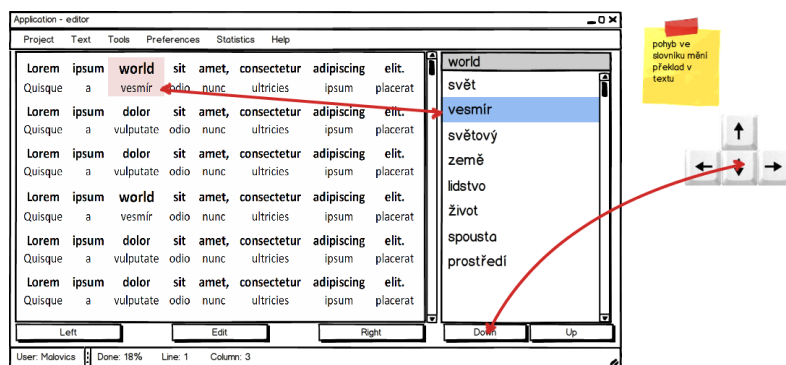 Application - editor
Project Text Tools Preferences Statistics Help
Lorem ipsum world sit amet, consectetur adipiscing elit.
Quisque a vesmír odio nunc ultricies ipsum placerat
Lorem ipsum dolor sit amet, consectetur adipiscing elit.
Quisque a vulputate odio nunc ultricies ipsum placerat
Lorem ipsum dolor sit amet, consectetur adipiscing elit.
Quisque a vulputate odio nunc ultricies ipsum placerat
Lorem ipsum world sit amet, consectetur adipiscing elit.
Quisque a vesmír odio nunc ultricies ipsum placerat
Lorem ipsum dolor sit amet, consectetur adipiscing elit.
Quisque a vulputate odio nunc ultricies ipsum placerat
Lorem ipsum dolor sit amet, consectetur adipiscing elit.
Quisque a vulputate odio nunc ultricies ipsum placerat
Left Edit Right
world
svět
vesmír
světový
země
lidstvo
život
spousta
prostředí
Down Up
User: Malovics Done: 18% Line: 1 Column: 3
pohyb ve
slovníku mění
překlad v
textu